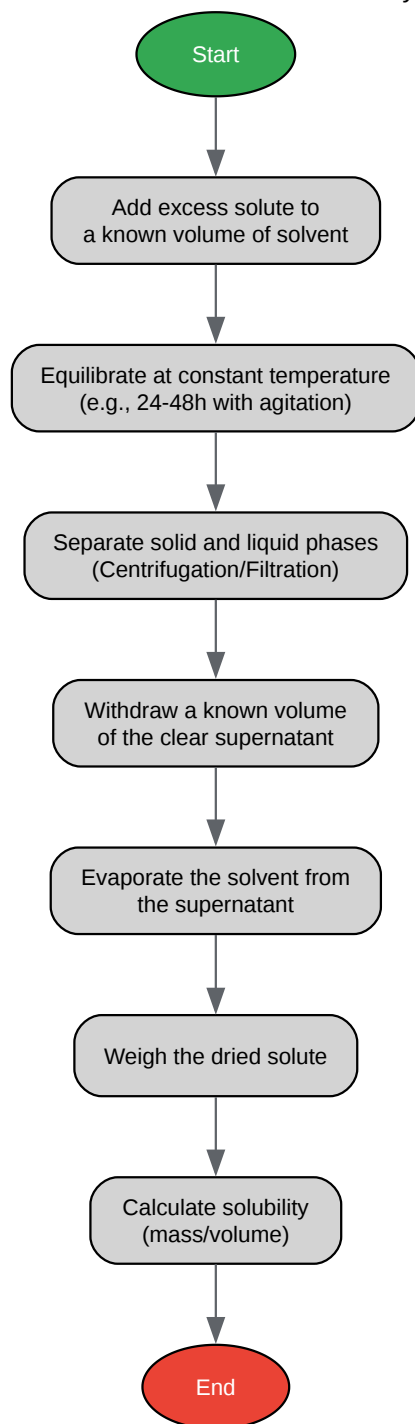 Start
Add excess solute to
a known volume of solvent
Equilibrate at constant temperature
(e.g., 24-48h with agitation)
Separate solid and liquid phases
(Centrifugation/Filtration)
Withdraw a known volume
of the clear supernatant
Evaporate the solvent from
the supernatant
Weigh the dried solute
Calculate solubility
(mass/volume)
End